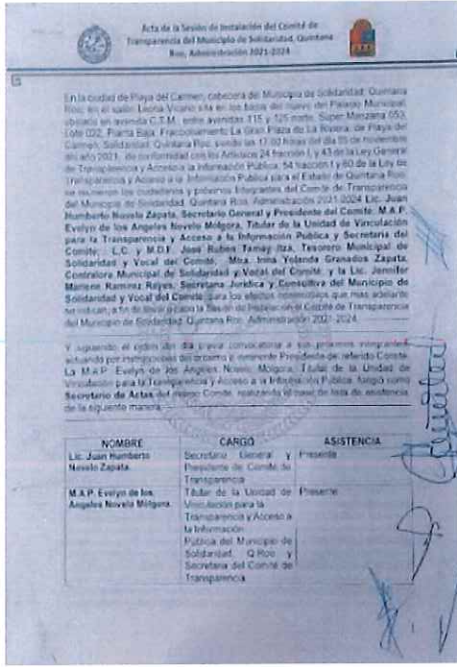 Acta de la Sesión de Instalación del Comité de
Transparencia del Municipio de Solidaridad, Quintana
Roo, Administración 2021-2024
En la ciudad de Playa del Carmen, cabecera del Municipio de Solidaridad, Quintana
Roo, en el salón Leona Vicario sita en los bajos del nuevo del Palacio Municipal,
ubicado en avenida C.T.M. entre 115 y 125 norte, Super Manzana 053,
Lote 002, Planta Baja, Fraccionamiento La Gran Plaza de La Riviera, de Playa del
Carmen, Solidaridad, Quintana Roo, siendo las 17:00 horas del día 05 de noviembre
del año 2021, de conformidad con los Artículos 24 fracción I, y 43 de la Ley General
de Transparencia y Acceso a la Información Pública, 54 fracción I y 60 de la Ley de
Transparencia y Acceso a la Información Pública para el Estado de Quintana Roo,
se reunieron los ciudadanos y próximos integrantes del Comité de Transparencia
del Municipio de Solidaridad, Quintana Roo, Administración 2021-2024 Lic. Juan
Humberto Novelo Zapata, Secretario General y Presidente del Comité; M.A.P.
Evelyn de los Angeles Novelo Mólgora, Titular de la Unidad de Vinculación
para la Transparencia y Acceso a la Información Pública y Secretaria del
Comité; L.C. y M.D.F. José Rubios Tamay Itza, Tesorero Municipal de
Solidaridad y Vocal del Comité, Mtra. Irina Yolanda Granados Zapata,
Contralora Municipal de Solidaridad y Vocal del Comité; y la Lic. Jennifer
Marlene Ramírez Reyes, Secretaria Jurídica y Consultiva del Municipio de
Solidaridad y Vocal del Comité para los efectos que más adelante
se indican, a fin de llevar a cabo la Sesión de Instalación el Comité de Transparencia
del Municipio de Solidaridad, Quintana Roo, Administración 2021-2024.
Y siguiendo el orden del día previa convocatoria a sus próximos integrantes,
actuando por instrucciones del próximo e inminente Presidente del referido Comité,
La M.A.P. Evelyn de los Angeles Novelo Mólgora, Titular de la Unidad de
Vinculación para la Transparencia y Acceso a la Información Pública, fungió como
Secretario de Actas del mismo Comité, realizando el pase de lista de asistencia
de la siguiente manera:
NOMBRE CARGO ASISTENCIA
Lic. Juan Humberto Secretario General y Presente
Novelo Zapata. Presidente de Comité de
Transparencia
M.A.P. Evelyn de los Titular de la Unidad de Presente
Angeles Novelo Mólgora. Vinculación para la
Transparencia y Acceso a
la Información
Pública del Municipio de
Solidaridad, Q.Roo y
Secretaria del Comité de
Transparencia